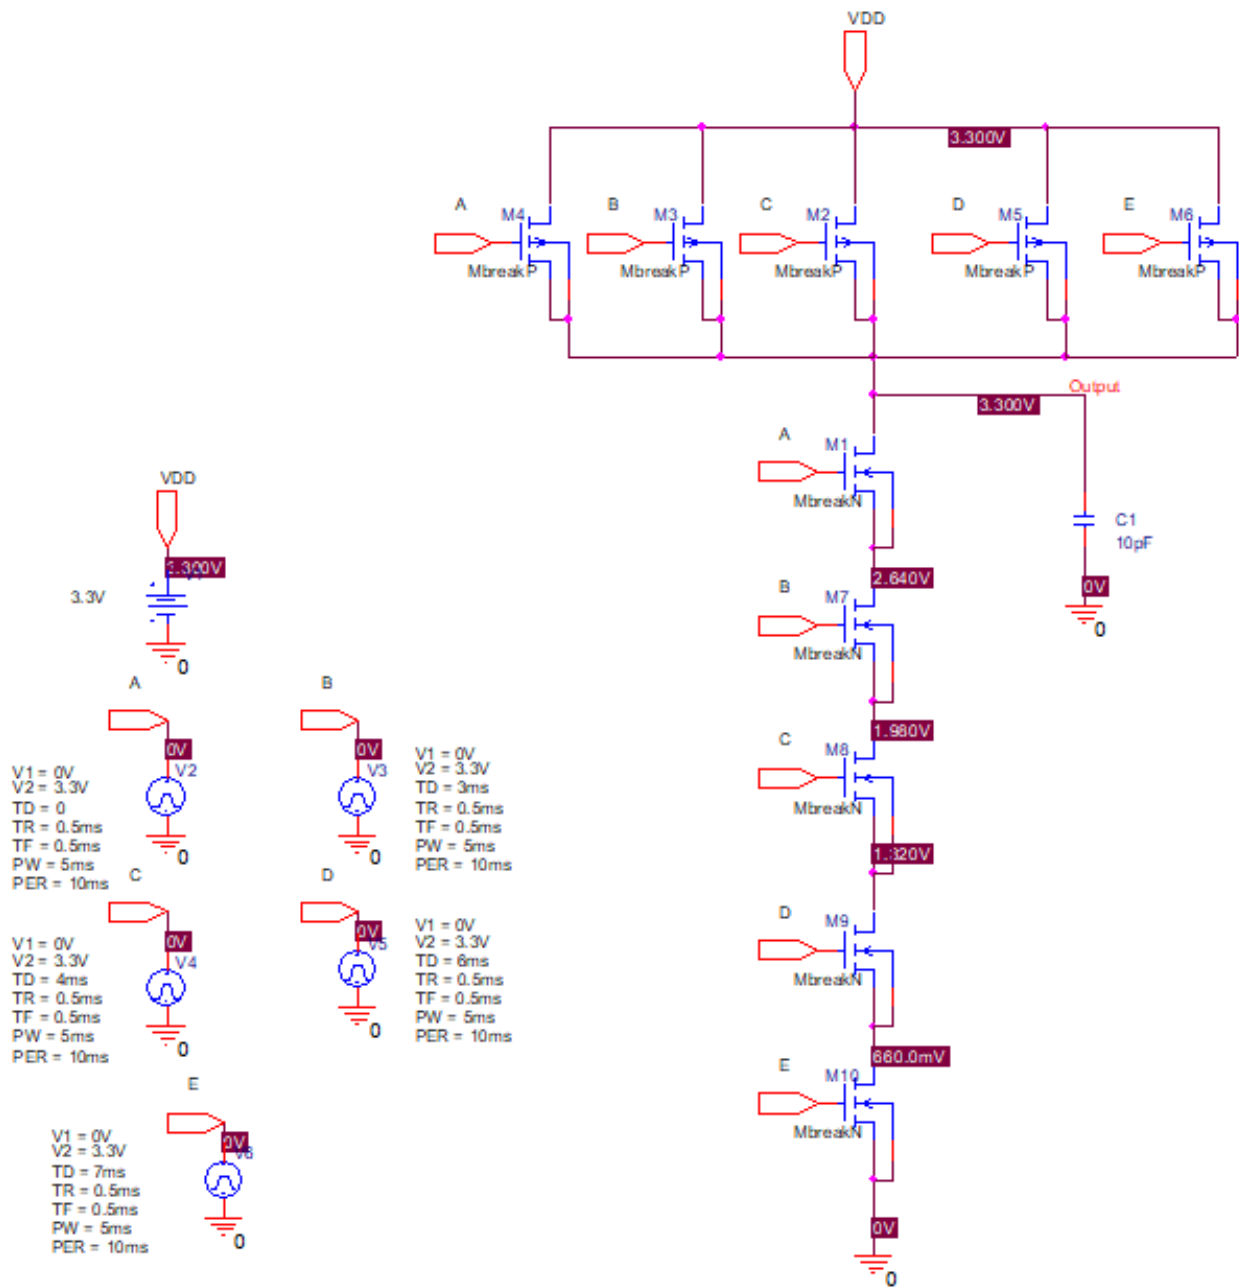 VDD
3.300V
A
M4
MbreakP
B
M3
MbreakP
C
M2
MbreakP
D
M5
MbreakP
E
M6
MbreakP
Output
3.300V
A
M1
MbreakN
C1
10pF
0V
0
2.640V
B
M7
MbreakN
1.980V
C
M8
MbreakN
1.320V
D
M9
MbreakN
660.0mV
E
M10
MbreakN
0V
0
VDD
3.300V
3.3V
0
A
0V
V2
V1 = 0V
V2 = 3.3V
TD = 0
TR = 0.5ms
TF = 0.5ms
PW = 5ms
PER = 10ms
0
B
0V
V3
V1 = 0V
V2 = 3.3V
TD = 3ms
TR = 0.5ms
TF = 0.5ms
PW = 5ms
PER = 10ms
0
C
0V
V4
V1 = 0V
V2 = 3.3V
TD = 4ms
TR = 0.5ms
TF = 0.5ms
PW = 5ms
PER = 10ms
0
D
0V
V5
V1 = 0V
V2 = 3.3V
TD = 6ms
TR = 0.5ms
TF = 0.5ms
PW = 5ms
PER = 10ms
0
E
0V
V6
V1 = 0V
V2 = 3.3V
TD = 7ms
TR = 0.5ms
TF = 0.5ms
PW = 5ms
PER = 10ms
0